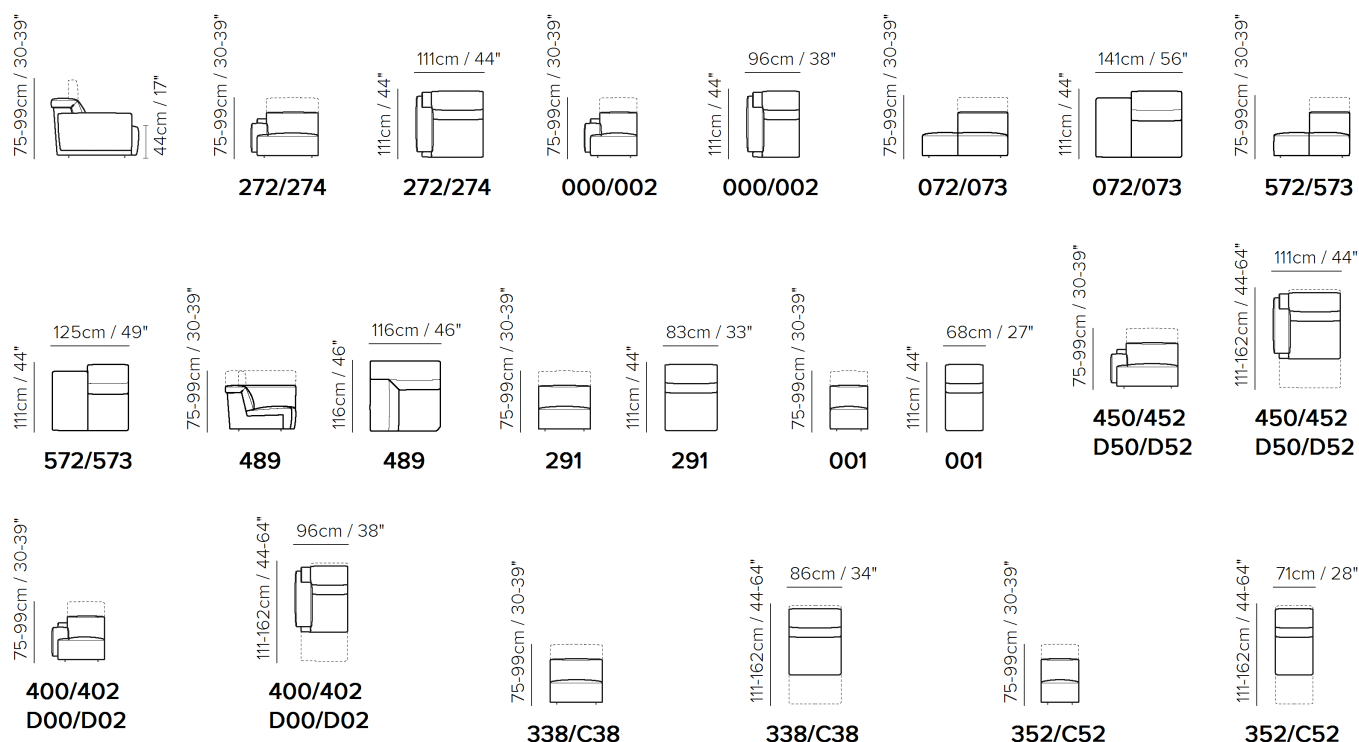 75-99cm / 30-39"
44cm / 17"
75-99cm / 30-39"
272/274
111cm / 44"
111cm / 44"
272/274
75-99cm / 30-39"
000/002
96cm / 38"
111cm / 44"
000/002
75-99cm / 30-39"
072/073
141cm / 56"
111cm / 44"
072/073
75-99cm / 30-39"
572/573
125cm / 49"
111cm / 44"
572/573
75-99cm / 30-39"
489
116cm / 46"
116cm / 46"
489
75-99cm / 30-39"
291
83cm / 33"
111cm / 44"
291
75-99cm / 30-39"
001
68cm / 27"
111cm / 44"
001
75-99cm / 30-39"
450/452
D50/D52
111cm / 44"
111-162cm / 44-64"
450/452
D50/D52
75-99cm / 30-39"
400/402
D00/D02
96cm / 38"
111-162cm / 44-64"
400/402
D00/D02
75-99cm / 30-39"
338/C38
86cm / 34"
111-162cm / 44-64"
338/C38
75-99cm / 30-39"
352/C52
71cm / 28"
111-162cm / 44-64"
352/C52